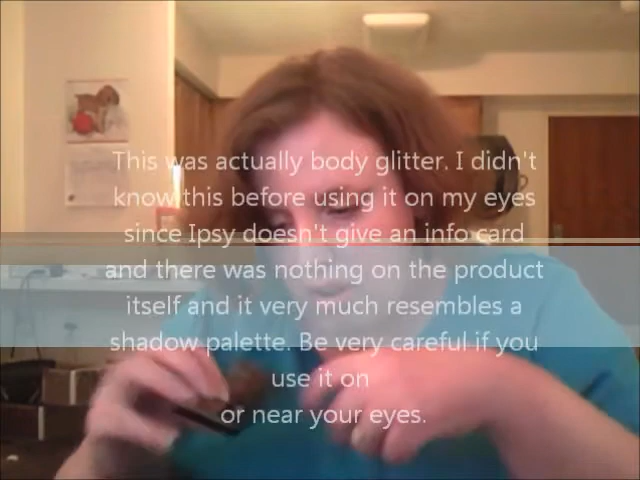 This was actually body glitter. I didn't
know this before using it on my eyes
since Ipsy doesn't give an info card
and there was nothing on the product
itself and it very much resembles a
shadow palette. Be very careful if you
use it on
or near your eyes.